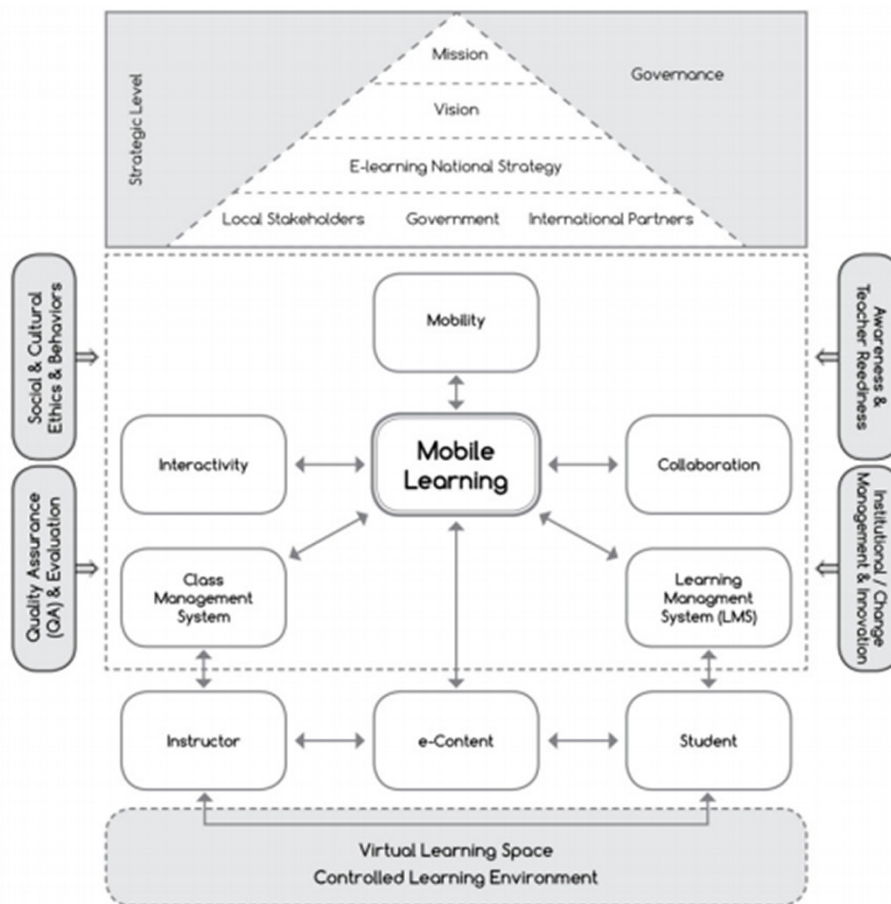 Mission
Governance
Strategic Level
Vision
E-learning National Strategy
Local Stakeholders
Government
International Partners
Social & Cultural
Ethics & Behaviors
Awareness &
Teacher Reediness
Mobility
Interactivity
Mobile
Learning
Collaboration
Quality Assurance
(QA) & Evaluation
Institutional / Change
Management & Innovation
Class
Management
System
Learning
Managment
System (LMS)
Instructor
e-Content
Student
Virtual Learning Space
Controlled Learning Environment